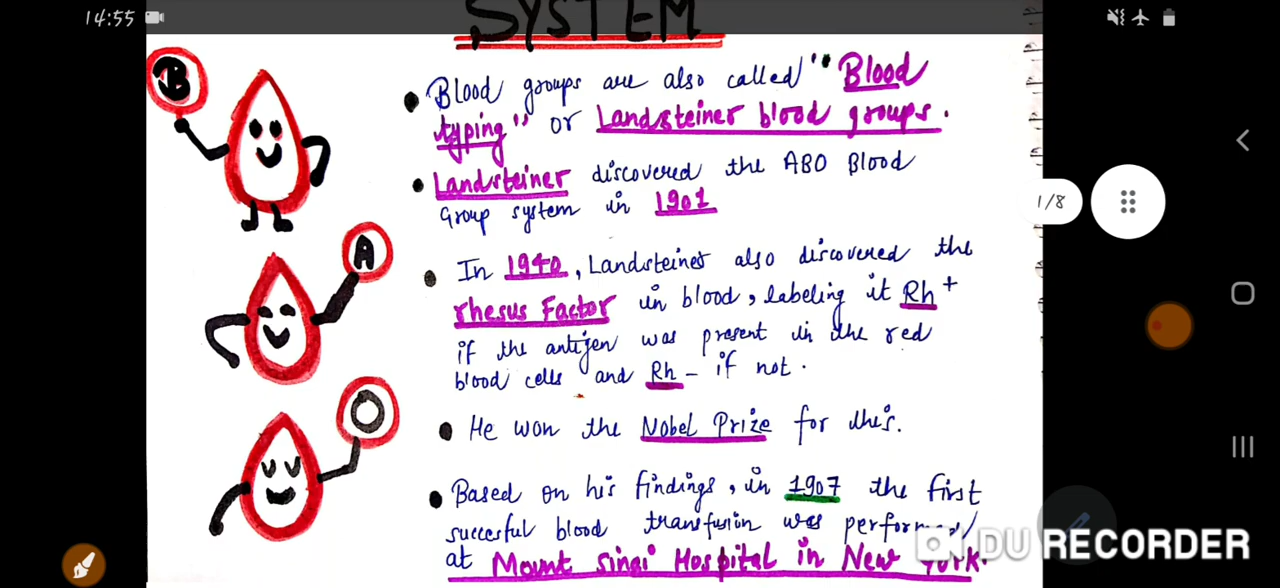 14:55
SYSTEM
B
• Blood groups are also called "Blood
typing" or Landsteiner blood groups.
• Landsteiner discovered the ABO Blood
Group system in 1901
1/8
A
• In 1940, Landsteiner also discovered the
rhesus Factor in blood, labeling it Rh+
if the antigen was present in the red
blood cells and Rh- if not.
O
• He won the Nobel Prize for this.
• Based on his findings, in 1907 the first
succesful blood transfusion was performed
at Mount Sinai Hospital in New York.
DU RECORDER